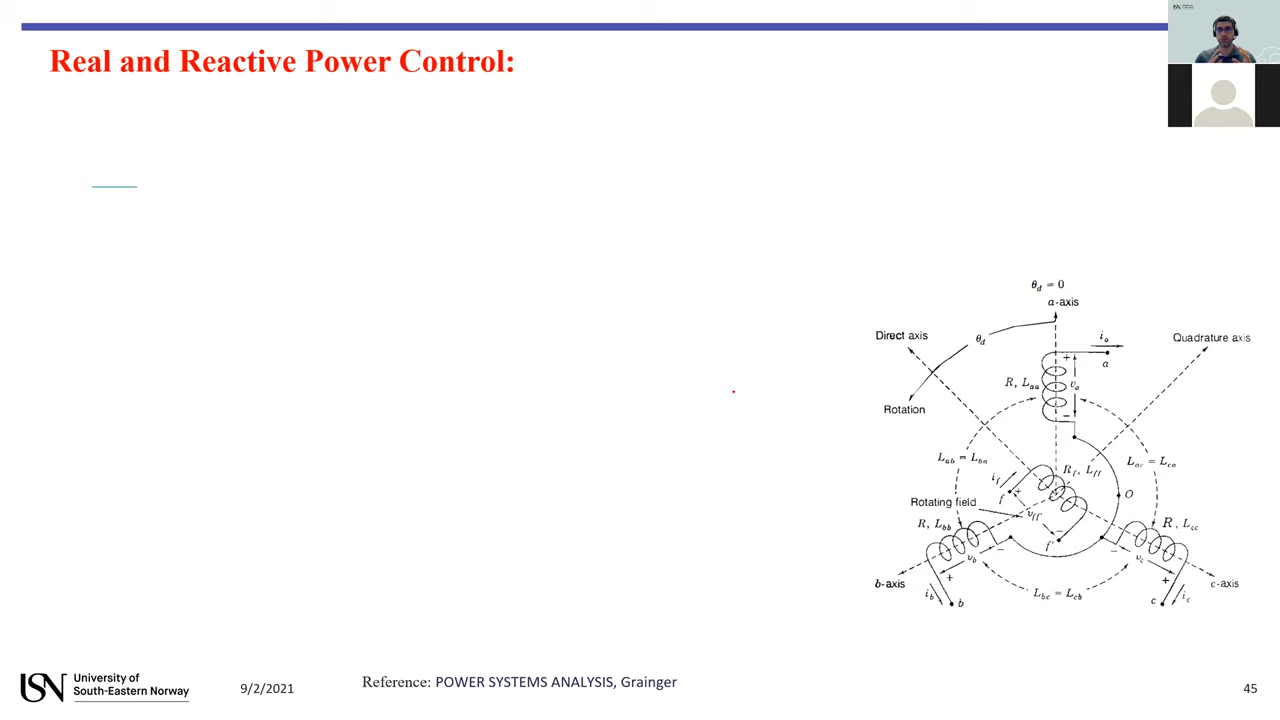 Real and Reactive Power Control:
θd = 0
a-axis
Direct axis
θd
ia
Quadrature axis
+
a
R, Laa
va
Rotation
−
Lab = Lba
Lac = Lca
Rf, Lff
if
+
f
O
Rotating field
vff′
R, Lbb
−
f′
R, Lcc
−
vb
−
vc
+
+
b-axis
c-axis
ib
b
Lbc = Lcb
c
ic
USN
University of
South-Eastern Norway
9/2/2021
Reference: POWER SYSTEMS ANALYSIS, Grainger
45